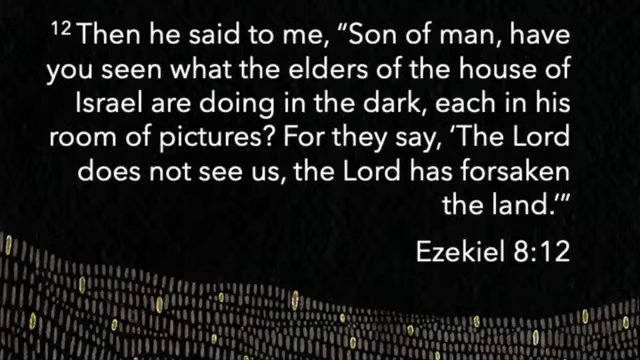 12 Then he said to me, “Son of man, have
you seen what the elders of the house of
Israel are doing in the dark, each in his
room of pictures? For they say, ‘The Lord
does not see us, the Lord has forsaken
the land.’”
Ezekiel 8:12